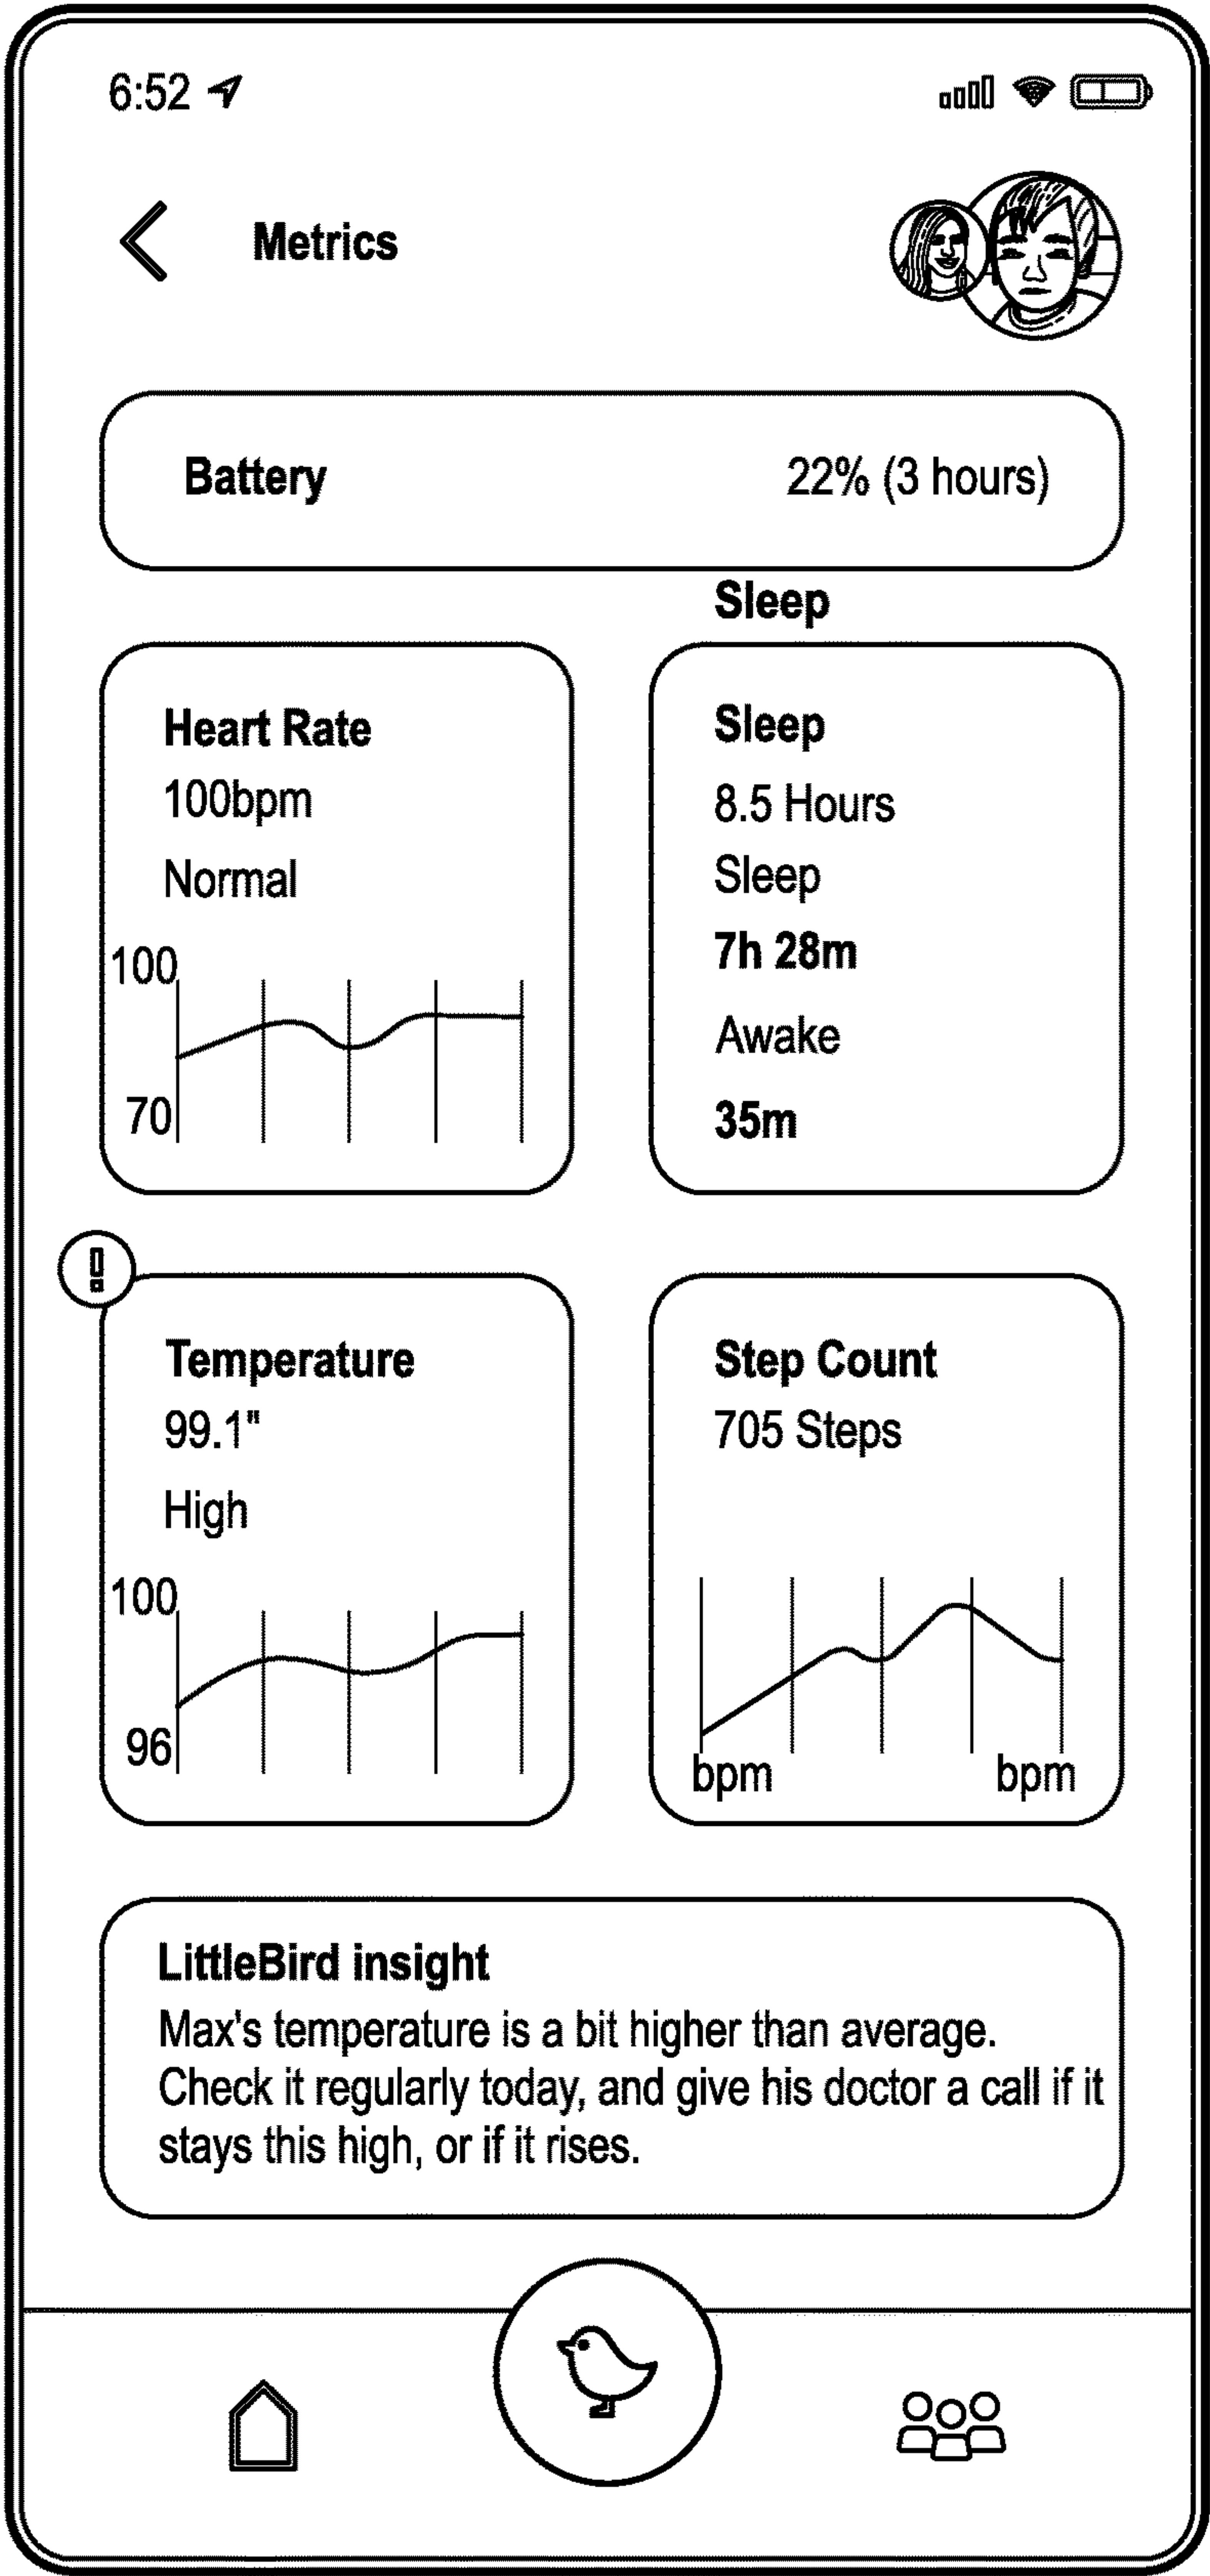 6:52
Metrics
Battery 22% (3 hours)
Sleep
Heart Rate
100bpm
Normal
100
70
Sleep
8.5 Hours
Sleep
7h 28m
Awake
35m
!
Temperature
99.1"
High
100
96
Step Count
705 Steps
bpm bpm
LittleBird insight
Max's temperature is a bit higher than average.
Check it regularly today, and give his doctor a call if it
stays this high, or if it rises.